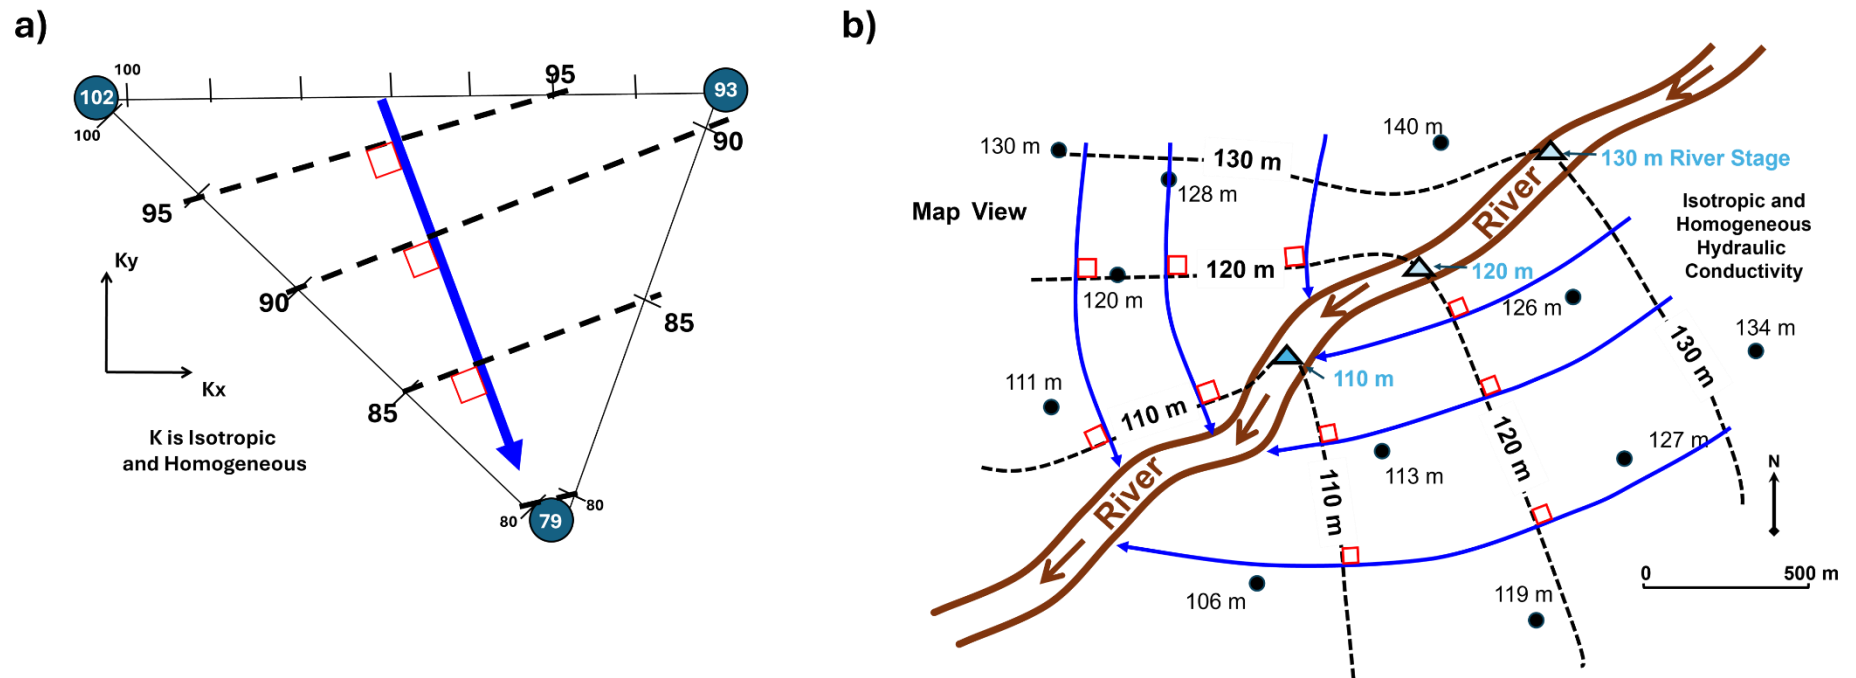 a)
102
100
100
95
93
90
95
90
85
85
80
80
79
Ky
Kx
K is Isotropic
and Homogeneous
b)
Map View
130 m
130 m
128 m
140 m
130 m River Stage
River
Isotropic and
Homogeneous
Hydraulic
Conductivity
120 m
120 m
120 m
126 m
134 m
130 m
111 m
110 m
110 m
113 m
120 m
127 m
110 m
River
106 m
119 m
N
0 500 m